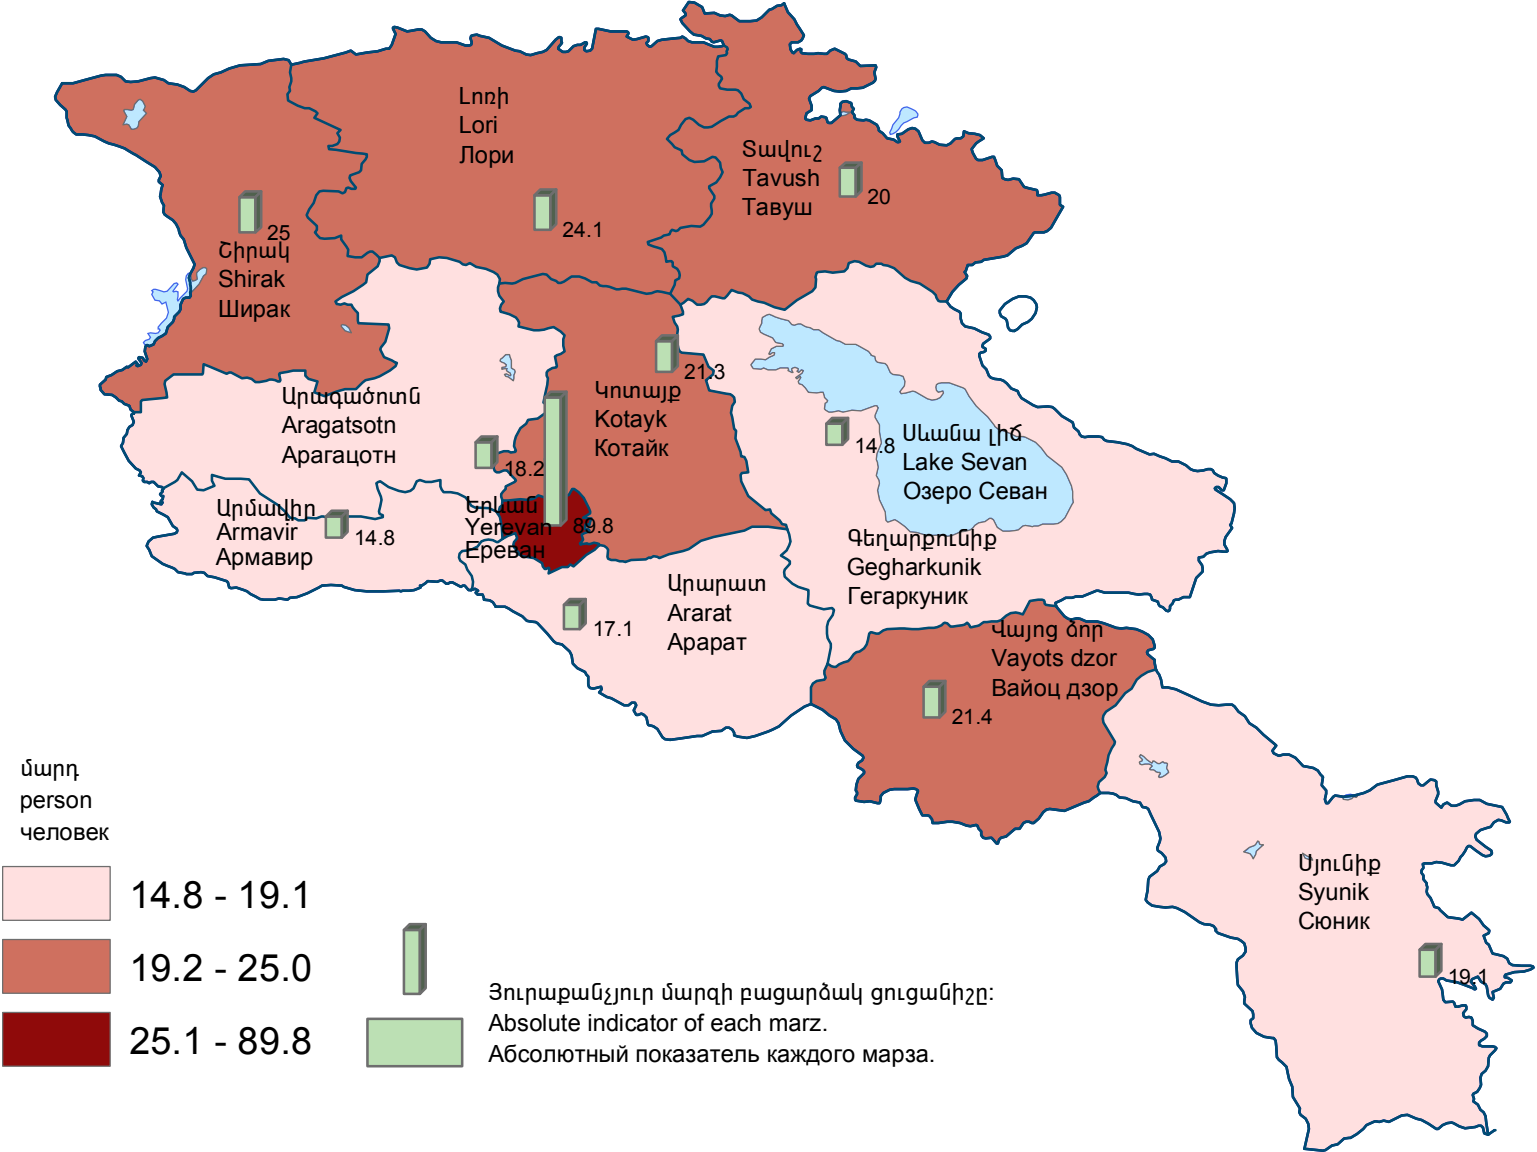 Լոռի
Lori
Лори
24.1
Տավուշ
Tavush
Тавуш
20
25
Շիրակ
Shirak
Ширак
21.3
Կոտայք
Kotayk
Котайк
Արագածոտն
Aragatsotn
Арагацотн
18.2
14.8
Սևանա լիճ
Lake Sevan
Озеро Севан
Արմավիր
Armavir
Армавир
14.8
Երևան
Yerevan
Ереван
89.8
Գեղարքունիք
Gegharkunik
Гегаркуник
Արարատ
Ararat
Арарат
17.1
Վայոց ձոր
Vayots dzor
Вайоц дзор
21.4
Սյունիք
Syunik
Сюник
19.1
մարդ
person
человек
14.8 - 19.1
19.2 - 25.0
25.1 - 89.8
Յուրաքանչյուր մարզի բացարձակ ցուցանիշը:
Absolute indicator of each marz.
Абсолютный показатель каждого марза.